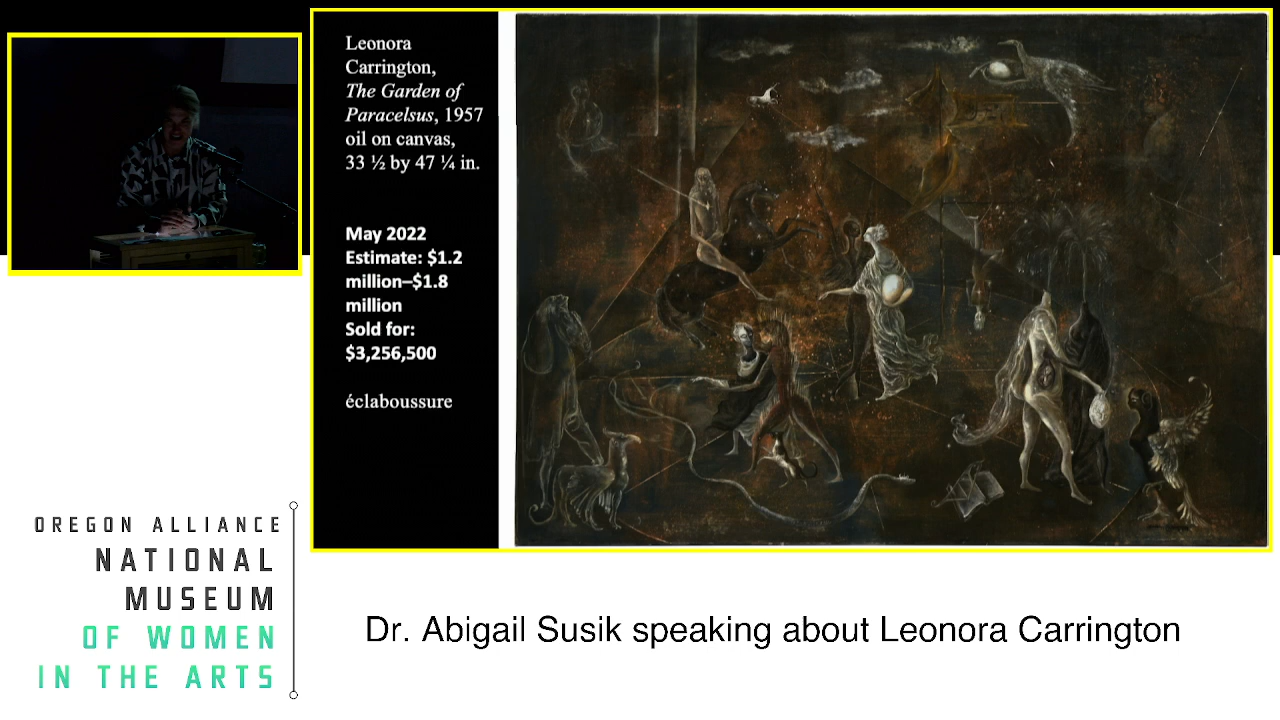 Leonora
Carrington,
The Garden of
Paracelsus, 1957
oil on canvas,
33 ½ by 47 ¼ in.
May 2022
Estimate: $1.2
million–$1.8
million
Sold for:
$3,256,500
éclaboussure
OREGON ALLIANCE
NATIONAL
MUSEUM
OF WOMEN
IN THE ARTS
Dr. Abigail Susik speaking about Leonora Carrington